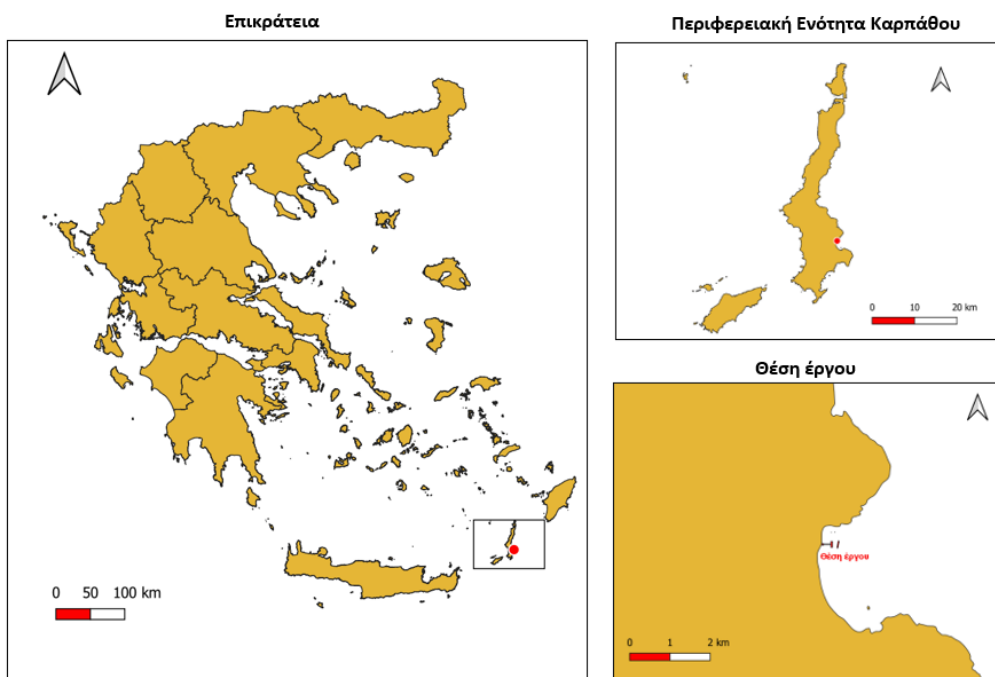 Επικράτεια
0 50 100 km
Περιφερειακή Ενότητα Καρπάθου
0 10 20 km
Θέση έργου
Θέση έργου
0 1 2 km